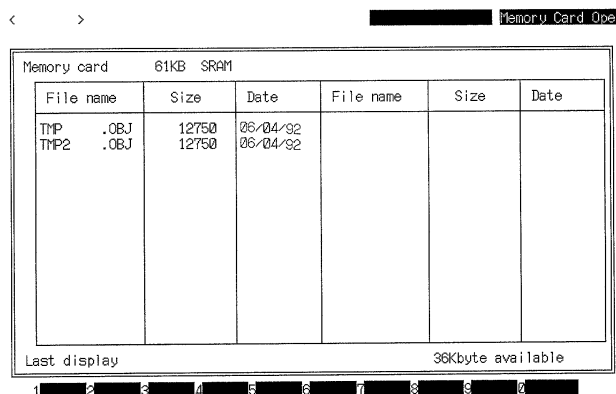 < >
Memory Card Ope
Memory card 61KB SRAM
File name Size Date File name Size Date
TMP .OBJ 12750 06/04/92
TMP2 .OBJ 12750 06/04/92
Last display 36Kbyte available
1 2 3 4 5 6 7 8 9 0